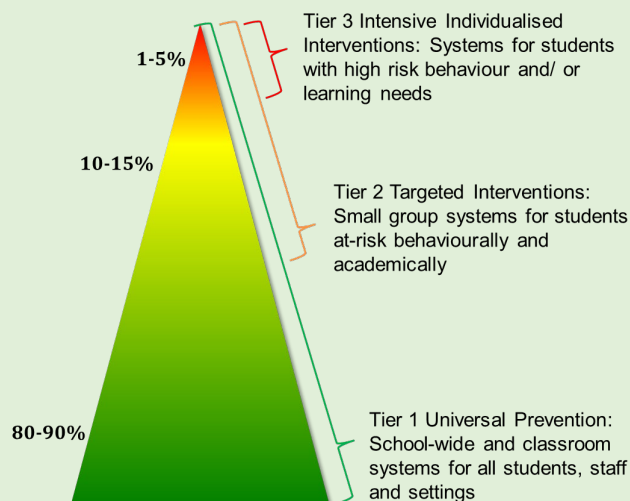 Tier 3 Intensive Individualised
Interventions: Systems for students
with high risk behaviour and/ or
learning needs
1-5%
10-15%
Tier 2 Targeted Interventions:
Small group systems for students
at-risk behaviourally and
academically
80-90%
Tier 1 Universal Prevention:
School-wide and classroom
systems for all students, staff
and settings